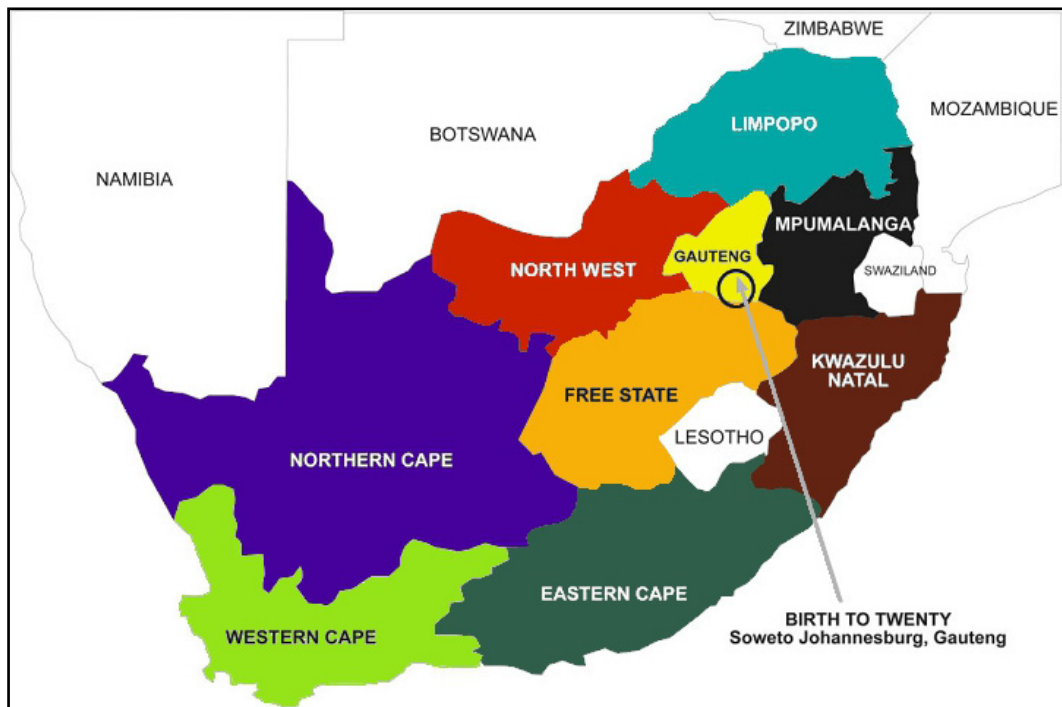 ZIMBABWE
MOZAMBIQUE
LIMPOPO
BOTSWANA
NAMIBIA
MPUMALANGA
GAUTENG
NORTH WEST
SWAZILAND
KWAZULU
NATAL
FREE STATE
LESOTHO
NORTHERN CAPE
EASTERN CAPE
BIRTH TO TWENTY
Soweto Johannesburg, Gauteng
WESTERN CAPE